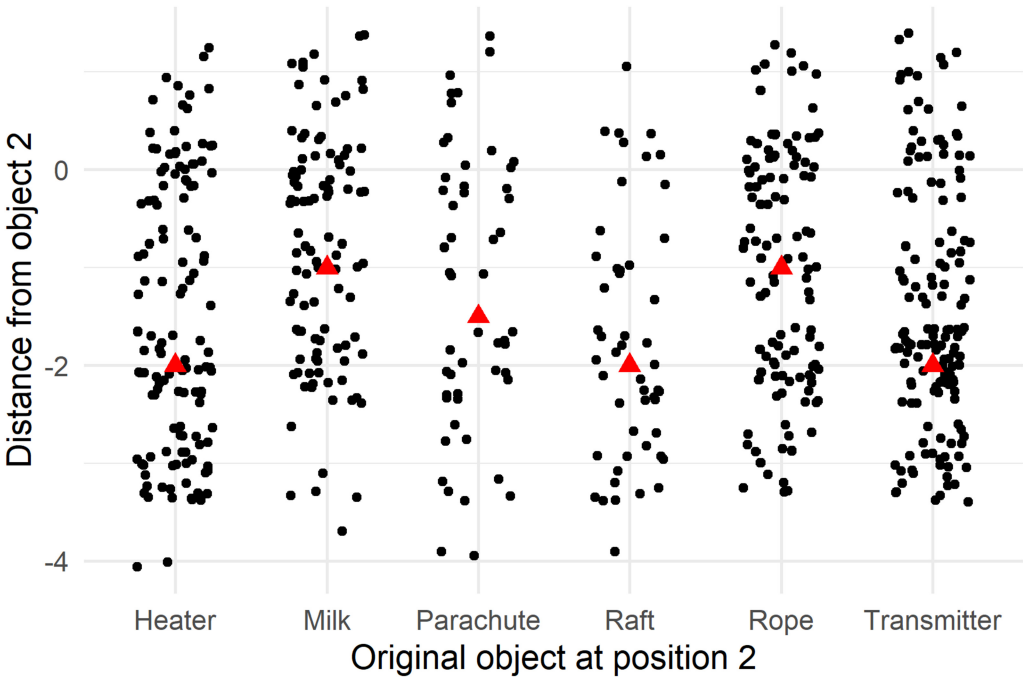 Distance from object 2
0
-2
-4
Heater Milk Parachute Raft Rope Transmitter
Original object at position 2